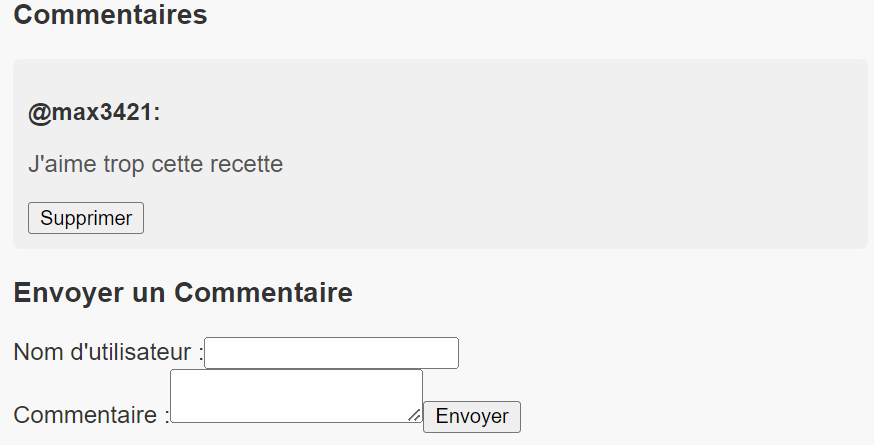 Commentaires
@max3421:
J'aime trop cette recette
Supprimer
Envoyer un Commentaire
Nom d'utilisateur :
Commentaire : Envoyer